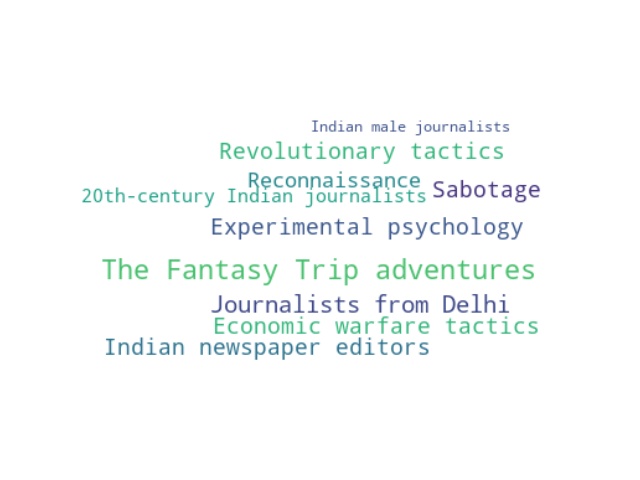 Indian male journalists
Revolutionary tactics
Reconnaissance
Sabotage
20th-century Indian journalists
Experimental psychology
The Fantasy Trip adventures
Journalists from Delhi
Economic warfare tactics
Indian newspaper editors